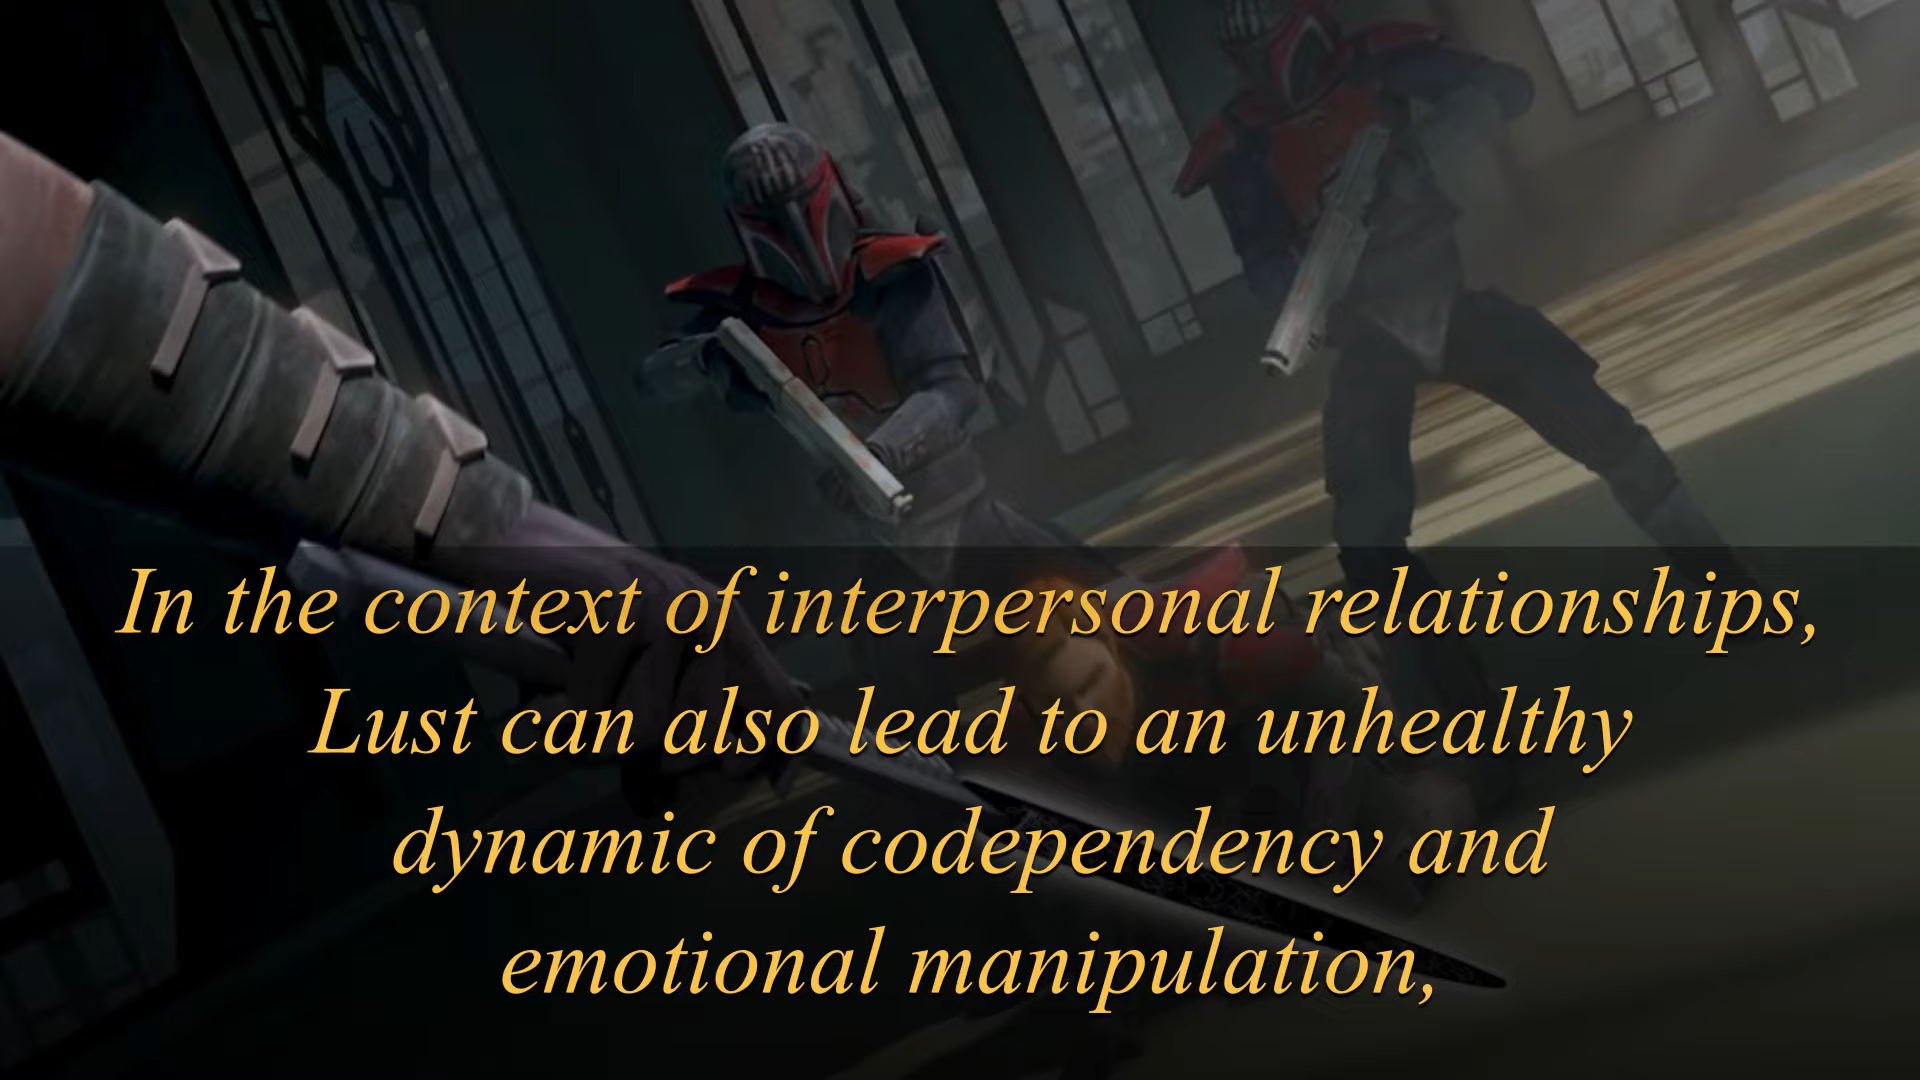 In the context of interpersonal relationships,
Lust can also lead to an unhealthy
dynamic of codependency and
emotional manipulation,